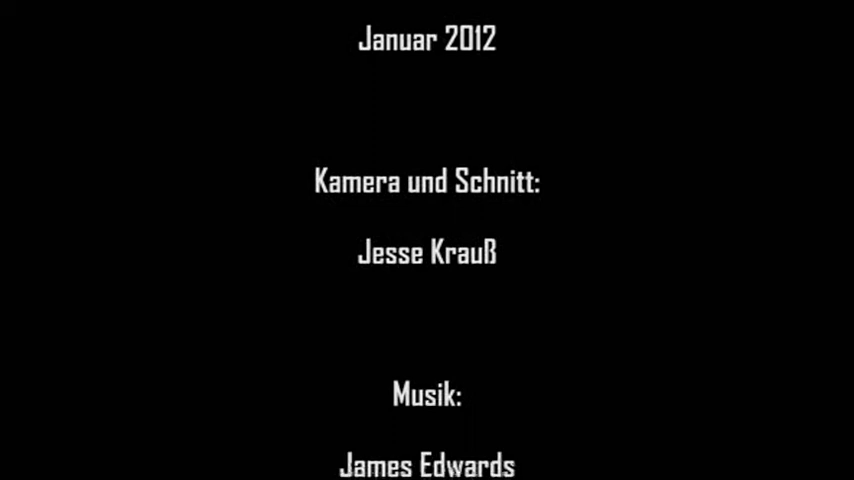 Januar 2012
Kamera und Schnitt:
Jesse Krauß
Musik:
James Edwards